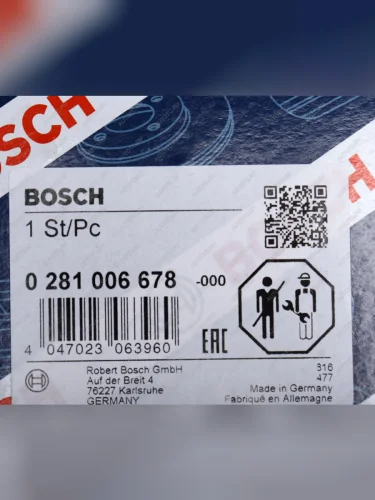 BOSCH
BOSCH
1 St/Pc
0 281 006 678 -000
4 047023 063960
EAC
Robert Bosch GmbH
Auf der Breit 4
76227 Karlsruhe
GERMANY
316
477
Made in Germany
Fabriqué en Allemagne